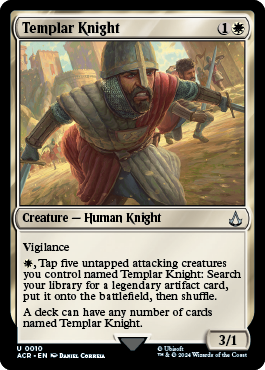 Templar Knight 1
Creature — Human Knight
Vigilance
, Tap five untapped attacking creatures
you control named Templar Knight: Search
your library for a legendary artifact card,
put it onto the battlefield, then shuffle.
A deck can have any number of cards
named Templar Knight.
3/1
U 0010
ACR • EN Daniel Correia
© Ubisoft
™ & © 2024 Wizards of the Coast